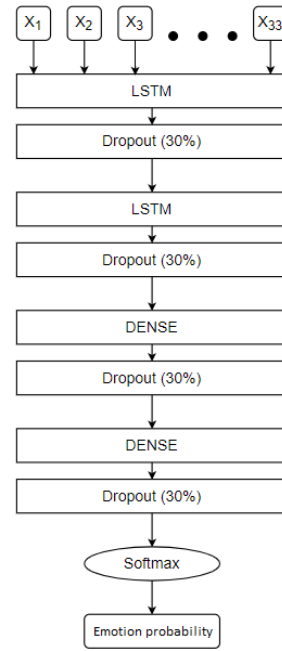 X1 X2 X3 X33
LSTM
Dropout (30%)
LSTM
Dropout (30%)
DENSE
Dropout (30%)
DENSE
Dropout (30%)
Softmax
Emotion probability